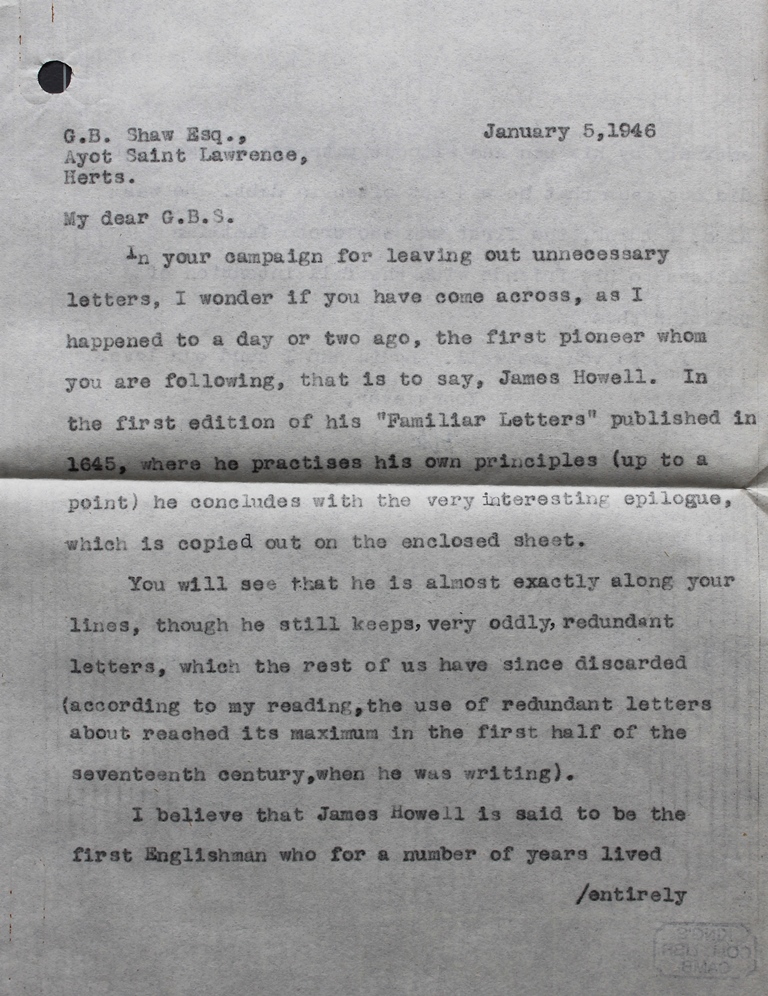 G.B. Shaw Esq.,
January 5,1946
Ayot Saint Lawrence,
Herts.
My dear G.B.S.
In your campaign for leaving out unnecessary
letters, I wonder if you have come across, as I
happened to a day or two ago, the first pioneer whom
you are following, that is to say, James Howell. In
the first edition of his "Familiar Letters" published in
1645, where he practises his own principles (up to a
point) he concludes with the very interesting epilogue,
which is copied out on the enclosed sheet.
You will see that he is almost exactly along your
lines, though he still keeps, very oddly, redundant
letters, which the rest of us have since discarded
(according to my reading,the use of redundant letters
about reached its maximum in the first half of the
seventeenth century,when he was writing).
I believe that James Howell is said to be the
first Englishman who for a number of years lived
/entirely